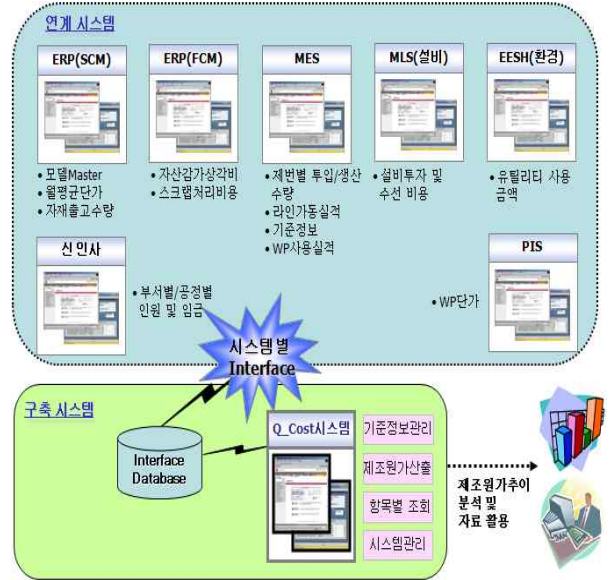 연계 시스템
ERP(SCM)
ERP(FCM)
MES
MLS(설비)
EESH(환경)
• 모델Master
• 월평균단가
• 자재출고수량
• 자산감가상각비
• 스크랩처리비용
• 제번별 투입/생산
수량
• 라인가동실적
• 기준정보
• WP사용실적
• 설비투자 및
수선 비용
• 유틸리티 사용
금액
신인사
• 부서별/공정별
인원 및 임금
PIS
• WP단가
시스템별
Interface
구축 시스템
Interface
Database
Q_Cost시스템
기준정보관리
제조원가산출
항목별 조회
시스템관리
제조원가추이
분석 및
자료 활용